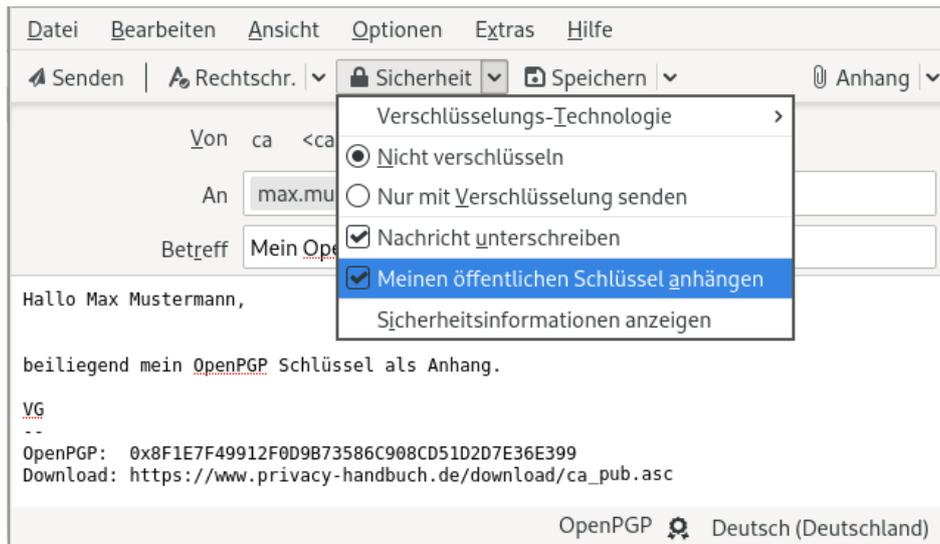 Datei Bearbeiten Ansicht Optionen Extras Hilfe
Senden Rechtschr. Sicherheit Speichern Anhang
Verschlüsselungs-Technologie
Von ca <ca
Nicht verschlüsseln
An max.mu
Nur mit Verschlüsselung senden
Nachricht unterschreiben
Betreff Mein Ope
Meinen öffentlichen Schlüssel anhängen
Hallo Max Mustermann,
Sicherheitsinformationen anzeigen
beiliegend mein OpenPGP Schlüssel als Anhang.
VG
--
OpenPGP: 0x8F1E7F49912F0D9B73586C908CD51D2D7E36E399
Download: https://www.privacy-handbuch.de/download/ca_pub.asc
OpenPGP Deutsch (Deutschland)